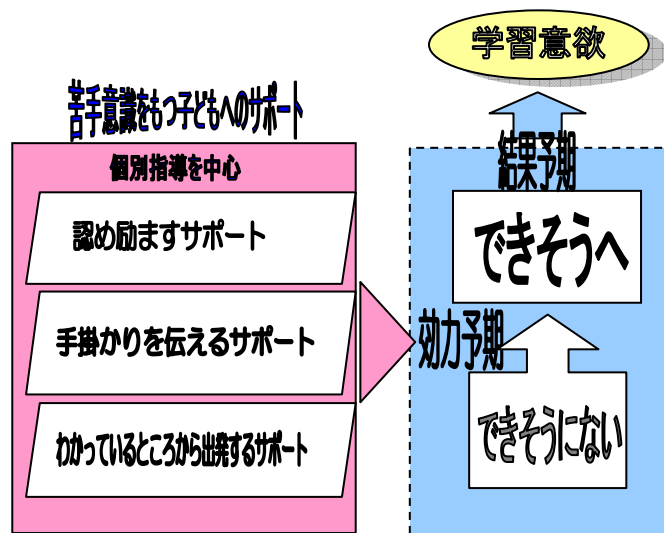 学習意欲
苦手意識をもつ子どもへのサポート
個別指導を中心
認め励ますサポート
手掛かりを伝えるサポート
わかっているところから出発するサポート
結果予期
できそうへ
効力予期
できそうにない